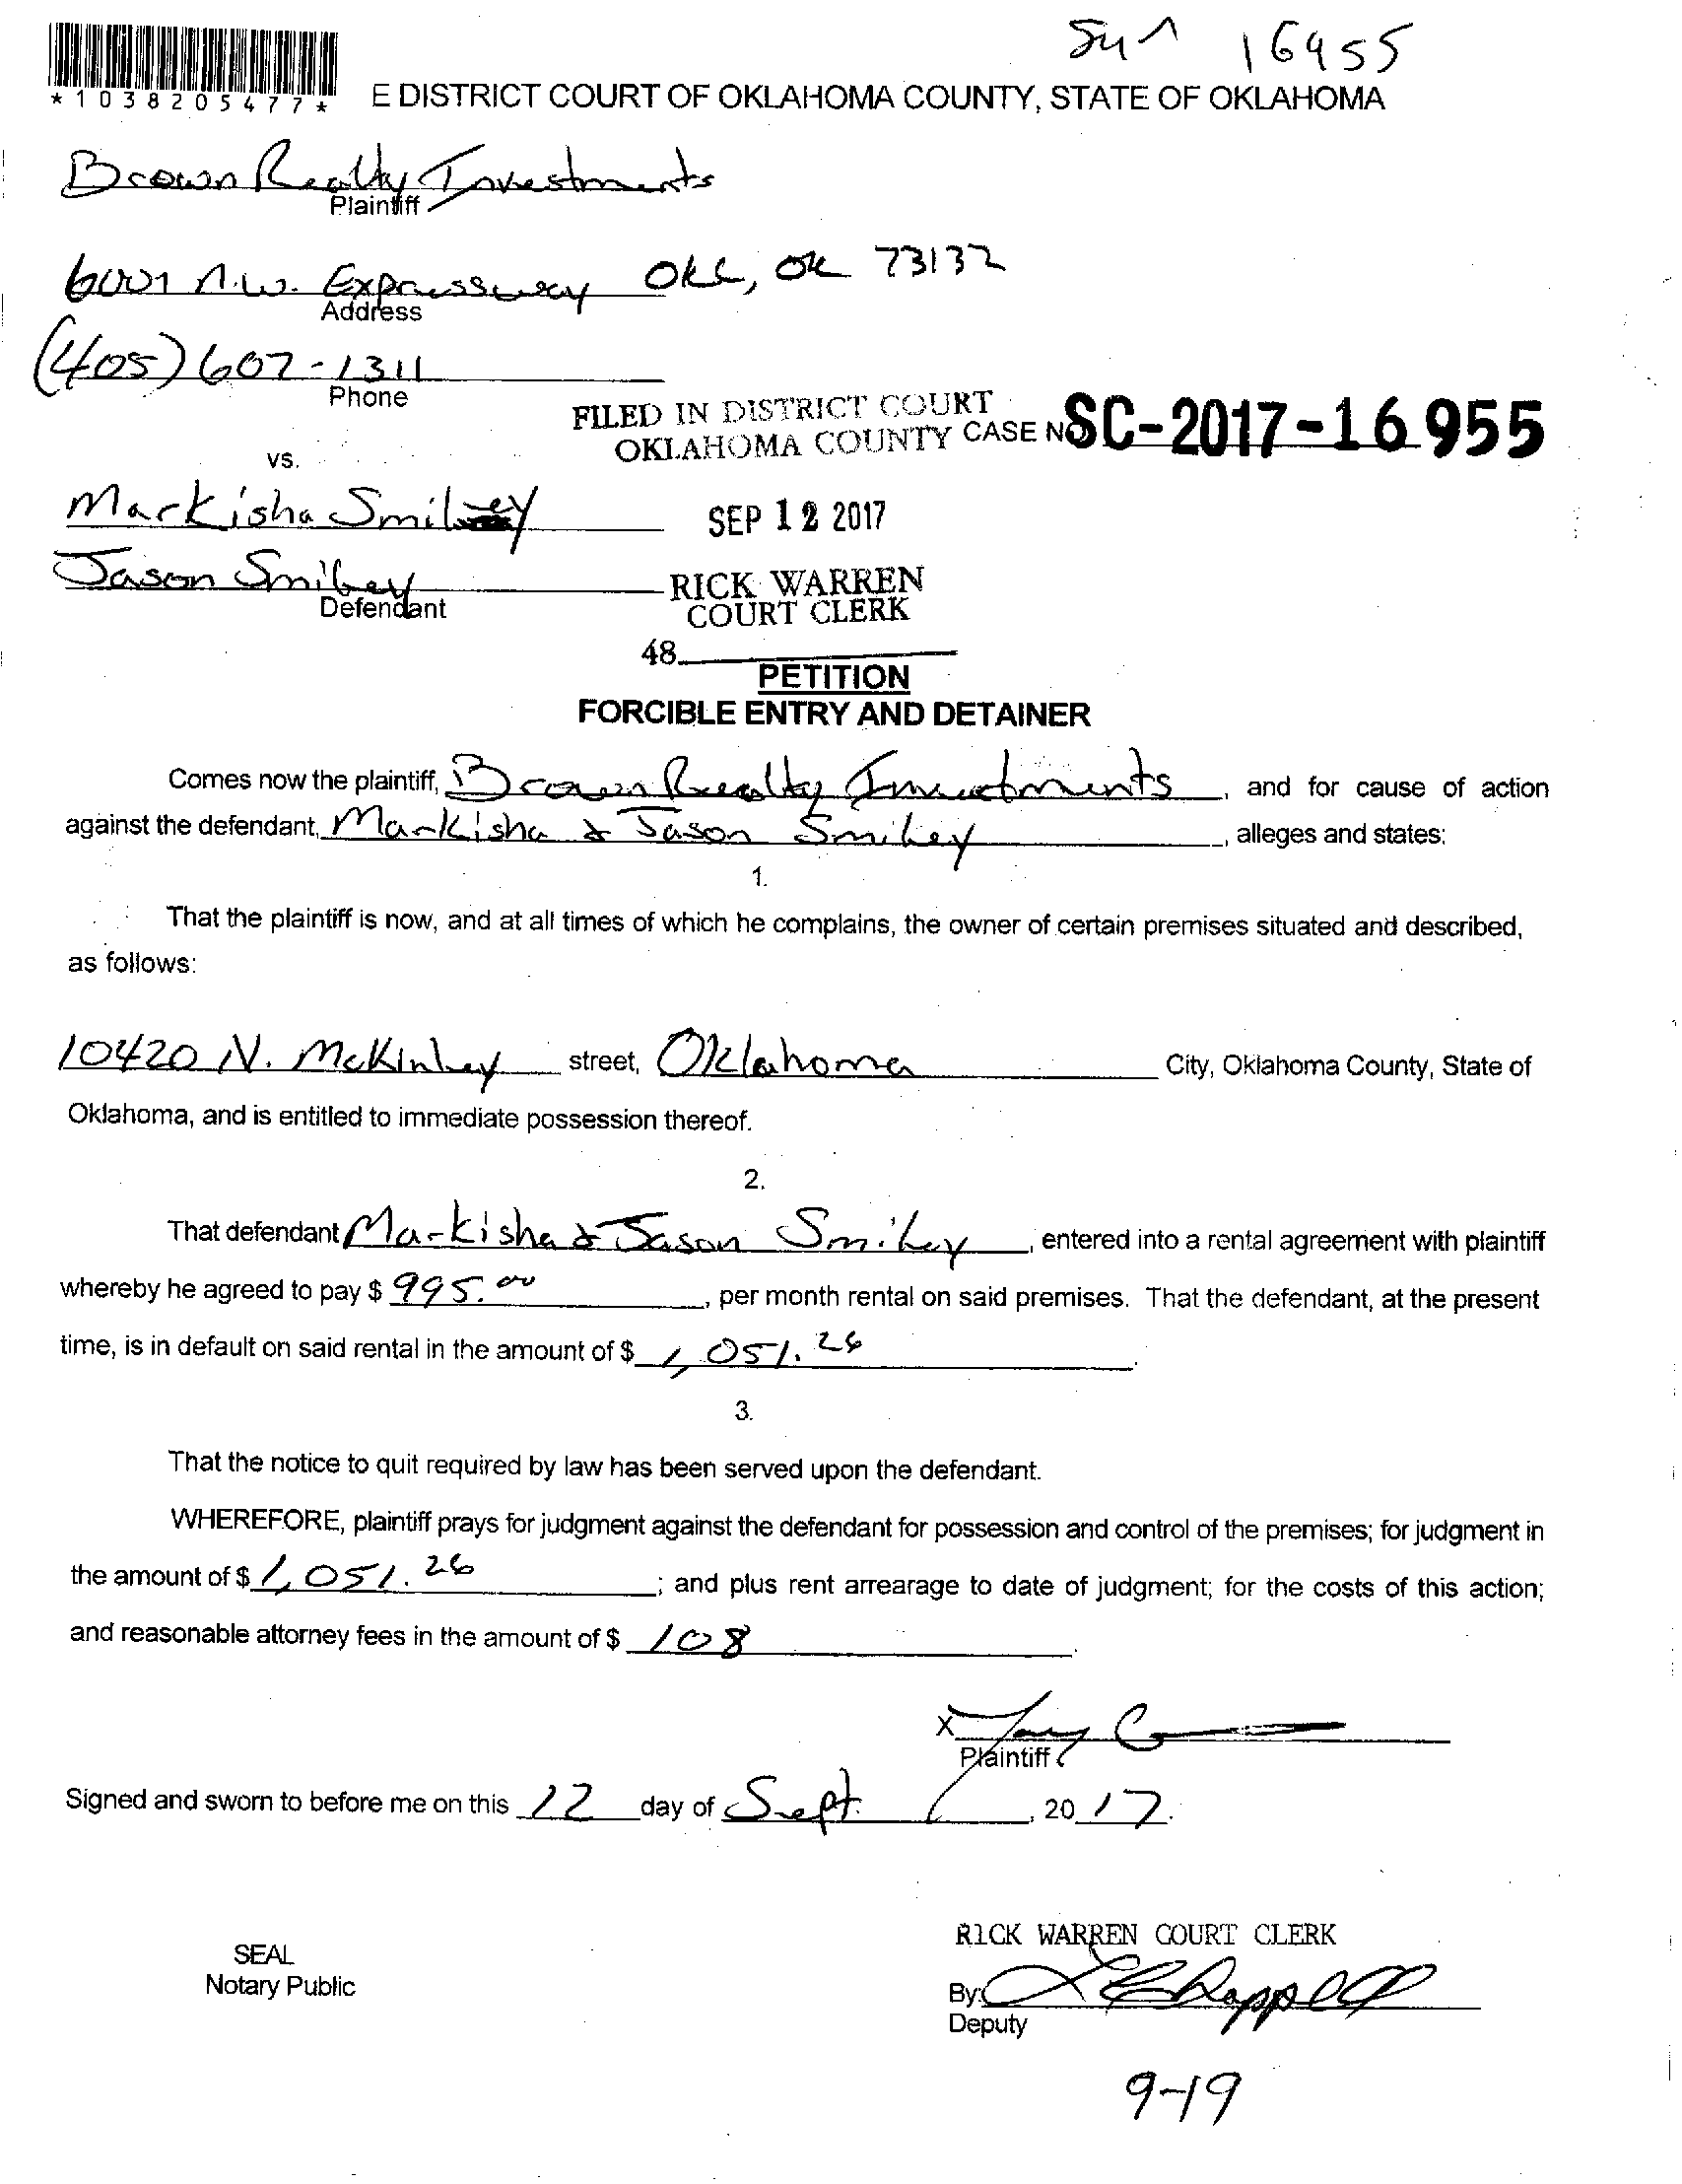 16955
*1038205477*
E DISTRICT COURT OF OKLAHOMA COUNTY, STATE OF OKLAHOMA
Brown Realty Investments
Plaintiff
6001 N.W. Expressway OKC, OK 73132
Address
(405) 607-1311
Phone
FILED IN DISTRICT COURT
OKLAHOMA COUNTY CASE NO SC-2017-16955
vs.
Markisha Smiley
SEP 12 2017
Jason Smiley
Defendant
RICK WARREN
COURT CLERK
48
PETITION
FORCIBLE ENTRY AND DETAINER
Comes now the plaintiff, Brown Realty Investments, and for cause of action
against the defendant, Markisha & Jason Smiley, alleges and states:
1.
That the plaintiff is now, and at all times of which he complains, the owner of certain premises situated and described,
as follows:
10420 N. McKinley street, Oklahoma City, Oklahoma County, State of
Oklahoma, and is entitled to immediate possession thereof.
2.
That defendant Markisha & Jason Smiley, entered into a rental agreement with plaintiff
whereby he agreed to pay $ 995.00, per month rental on said premises. That the defendant, at the present
time, is in default on said rental in the amount of $ 1,051.26.
3.
That the notice to quit required by law has been served upon the defendant.
WHEREFORE, plaintiff prays for judgment against the defendant for possession and control of the premises; for judgment in
the amount of $ 1,051.26; and plus rent arrearage to date of judgment; for the costs of this action;
and reasonable attorney fees in the amount of $ 108.
X
Plaintiff
Signed and sworn to before me on this 12 day of Sept, 2017.
RICK WARREN COURT CLERK
SEAL
Notary Public
By: L Chappell
Deputy
9-19